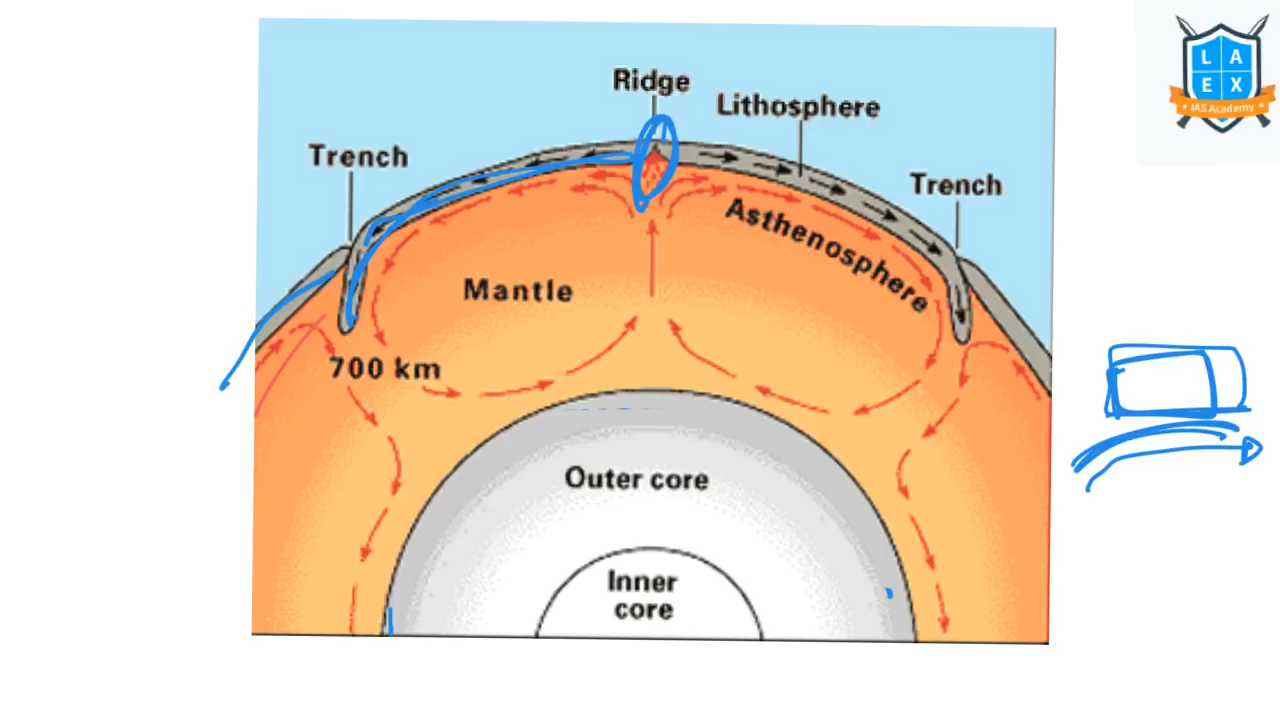 Ridge
Lithosphere
Trench
Trench
Asthenosphere
Mantle
700 km
Outer core
Inner
core
L A
E X
IAS Academy